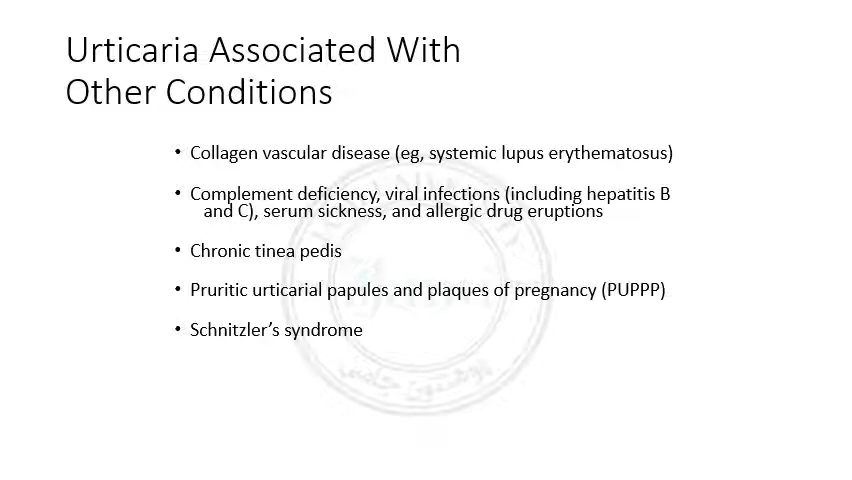 Urticaria Associated With
Other Conditions
• Collagen vascular disease (eg, systemic lupus erythematosus)
• Complement deficiency, viral infections (including hepatitis B
and C), serum sickness, and allergic drug eruptions
• Chronic tinea pedis
• Pruritic urticarial papules and plaques of pregnancy (PUPPP)
• Schnitzler’s syndrome